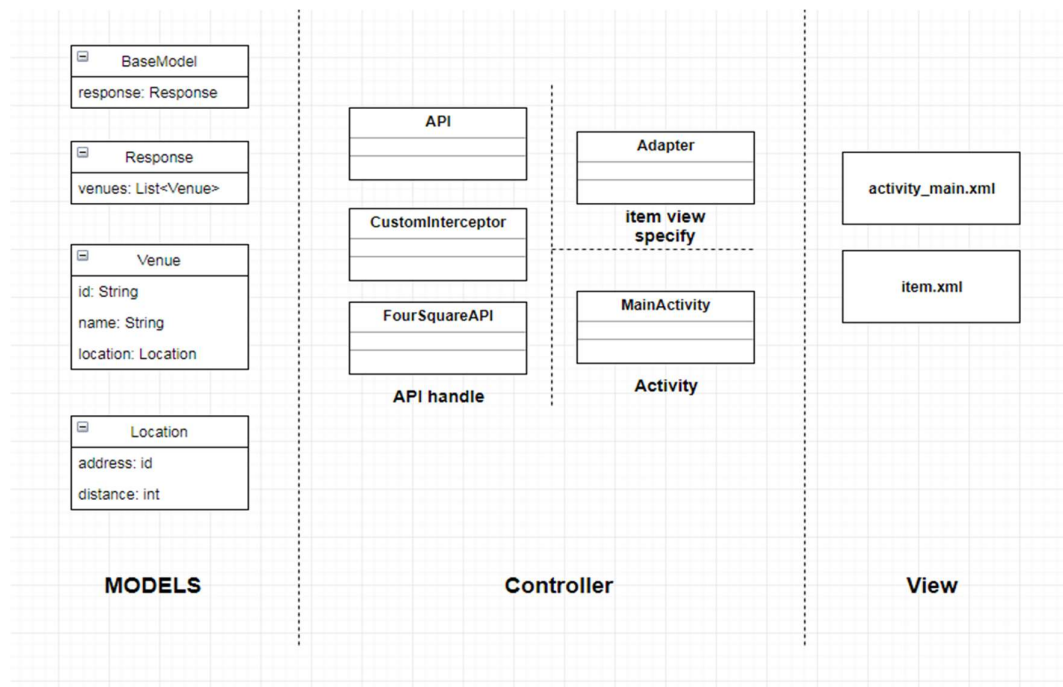 BaseModel
response: Response
Response
venues: List<Venue>
Venue
id: String
name: String
location: Location
Location
address: id
distance: int
MODELS
API
CustomInterceptor
FourSquareAPI
API handle
Adapter
item view
specify
MainActivity
Activity
Controller
activity_main.xml
item.xml
View